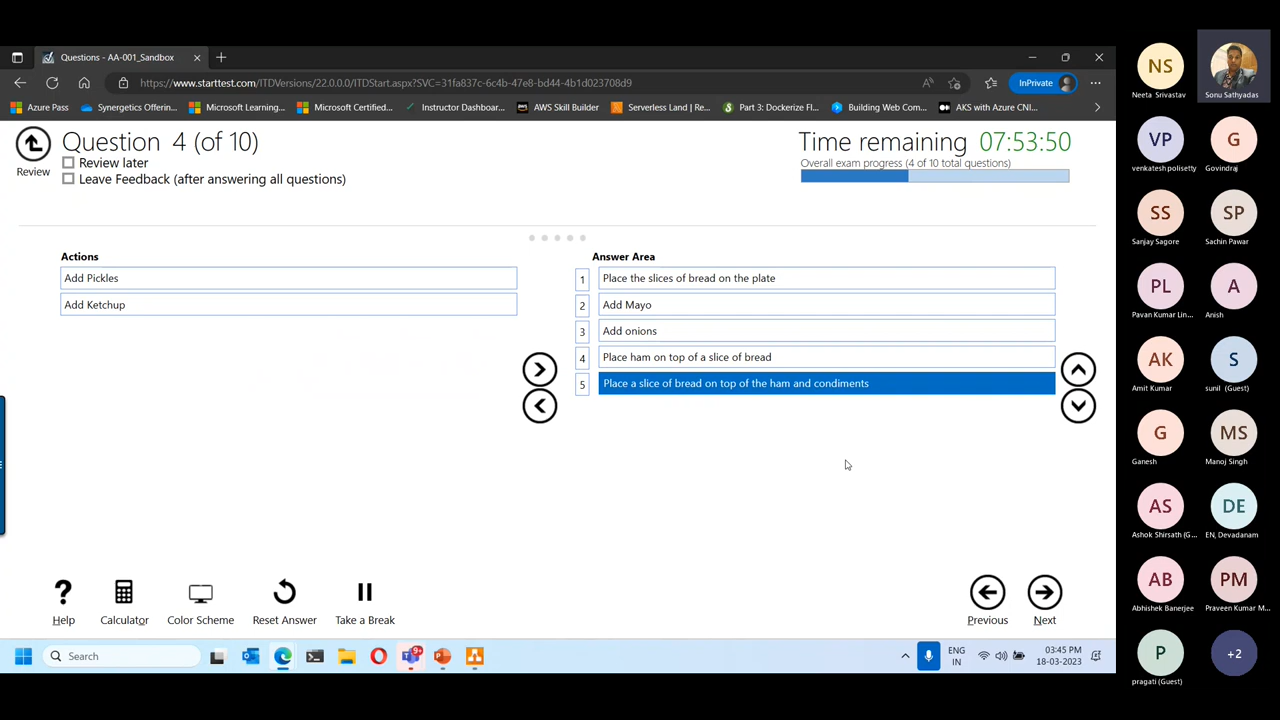 Questions - AA-001_Sandbox
https://www.starttest.com/ITDVersions/22.0.0.0/ITDStart.aspx?SVC=31fa837c-6c4b-47e8-bd44-4b1d023708d9
InPrivate
Azure Pass
Synergetics Offerin...
Microsoft Learning...
Microsoft Certified...
Instructor Dashboar...
AWS Skill Builder
Serverless Land | Re...
Part 3: Dockerize Fl...
Building Web Com...
AKS with Azure CNI...
Question 4 (of 10)
Time remaining 07:53:50
Review
Review later
Leave Feedback (after answering all questions)
Overall exam progress (4 of 10 total questions)
Actions
Add Pickles
Add Ketchup
Answer Area
1 Place the slices of bread on the plate
2 Add Mayo
3 Add onions
4 Place ham on top of a slice of bread
5 Place a slice of bread on top of the ham and condiments
Help
Calculator
Color Scheme
Reset Answer
Take a Break
Previous
Next
Search
9+
ENG
IN
03:45 PM
18-03-2023
NS
Neeta Srivastav
Sonu Sathyadas
VP
venkatesh polisetty
G
Govindraj
SS
Sanjay Sagore
SP
Sachin Pawar
PL
Pavan Kumar Lin...
A
Anish
AK
Amit Kumar
S
sunil (Guest)
G
Ganesh
MS
Manoj Singh
AS
Ashok Shirsath (G...
DE
EN, Devadanam
AB
Abhishek Banerjee
PM
Praveen Kumar M...
P
pragati (Guest)
+2